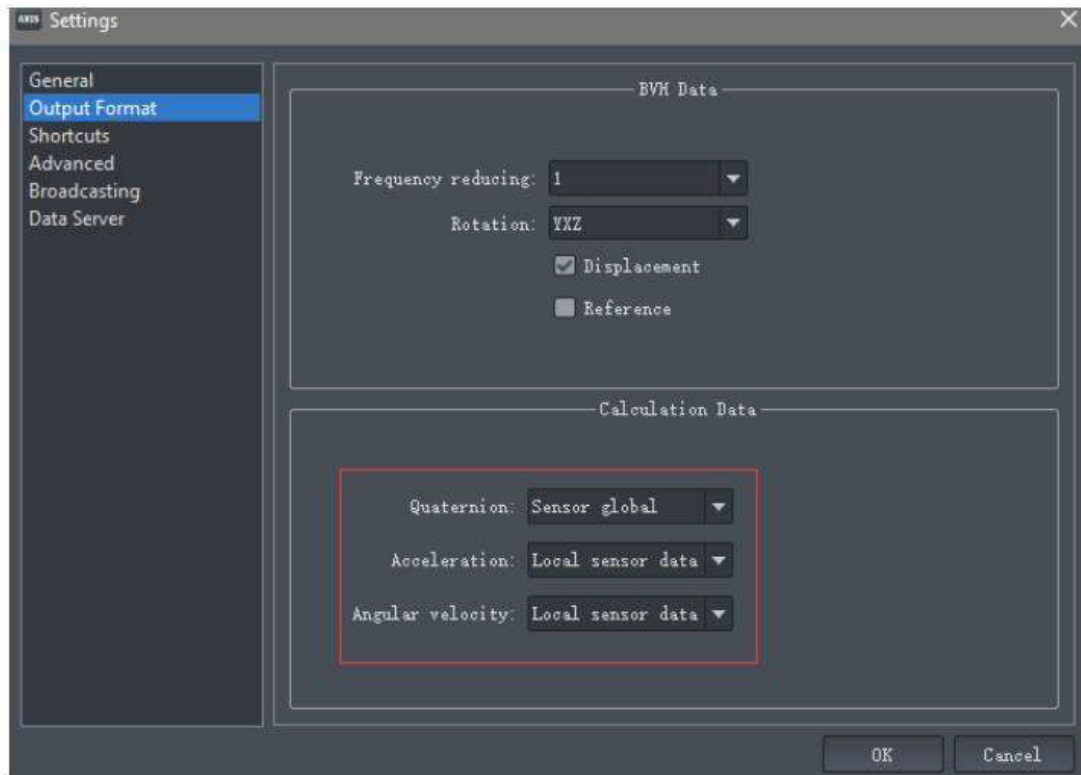 AXIS Settings
General
Output Format
Shortcuts
Advanced
Broadcasting
Data Server
BVH Data
Frequency reducing: 1
Rotation: YXZ
Displacement
Reference
Calculation Data
Quaternion: Sensor global
Acceleration: Local sensor data
Angular velocity: Local sensor data
OK Cancel